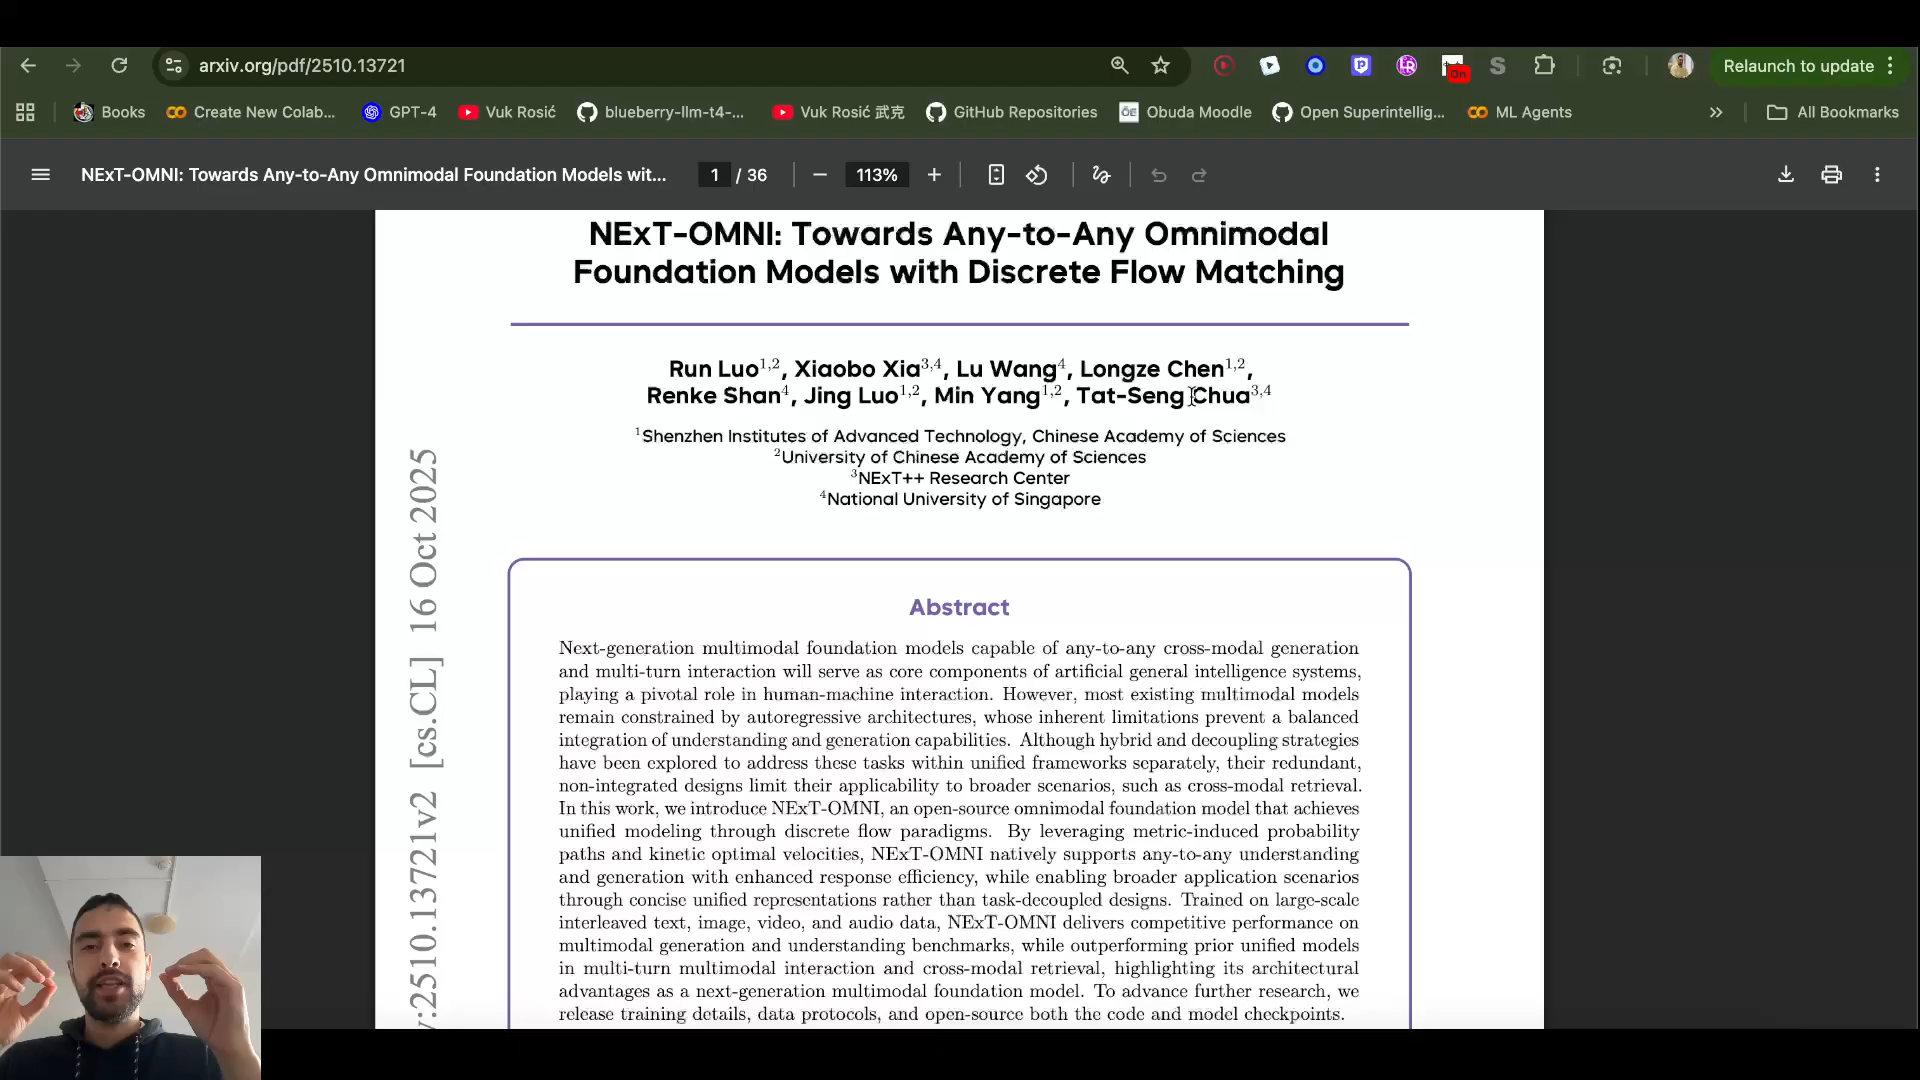 arxiv.org/pdf/2510.13721
On
Relaunch to update
Books
Create New Colab...
GPT-4
Vuk Rosić
blueberry-llm-t4-...
Vuk Rosić 武克
GitHub Repositories
Obuda Moodle
Open Superintellig...
ML Agents
All Bookmarks
NExT-OMNI: Towards Any-to-Any Omnimodal Foundation Models wit...
1 / 36
113%
NExT-OMNI: Towards Any-to-Any Omnimodal
Foundation Models with Discrete Flow Matching
Run Luo1,2, Xiaobo Xia3,4, Lu Wang4, Longze Chen1,2,
Renke Shan4, Jing Luo1,2, Min Yang1,2, Tat-Seng Chua3,4
1Shenzhen Institutes of Advanced Technology, Chinese Academy of Sciences
2University of Chinese Academy of Sciences
3NExT++ Research Center
4National University of Singapore
v:2510.13721v2 [cs.CL] 16 Oct 2025
Abstract
Next-generation multimodal foundation models capable of any-to-any cross-modal generation
and multi-turn interaction will serve as core components of artificial general intelligence systems,
playing a pivotal role in human-machine interaction. However, most existing multimodal models
remain constrained by autoregressive architectures, whose inherent limitations prevent a balanced
integration of understanding and generation capabilities. Although hybrid and decoupling strategies
have been explored to address these tasks within unified frameworks separately, their redundant,
non-integrated designs limit their applicability to broader scenarios, such as cross-modal retrieval.
In this work, we introduce NExT-OMNI, an open-source omnimodal foundation model that achieves
unified modeling through discrete flow paradigms. By leveraging metric-induced probability
paths and kinetic optimal velocities, NExT-OMNI natively supports any-to-any understanding
and generation with enhanced response efficiency, while enabling broader application scenarios
through concise unified representations rather than task-decoupled designs. Trained on large-scale
interleaved text, image, video, and audio data, NExT-OMNI delivers competitive performance on
multimodal generation and understanding benchmarks, while outperforming prior unified models
in multi-turn multimodal interaction and cross-modal retrieval, highlighting its architectural
advantages as a next-generation multimodal foundation model. To advance further research, we
release training details, data protocols, and open-source both the code and model checkpoints.